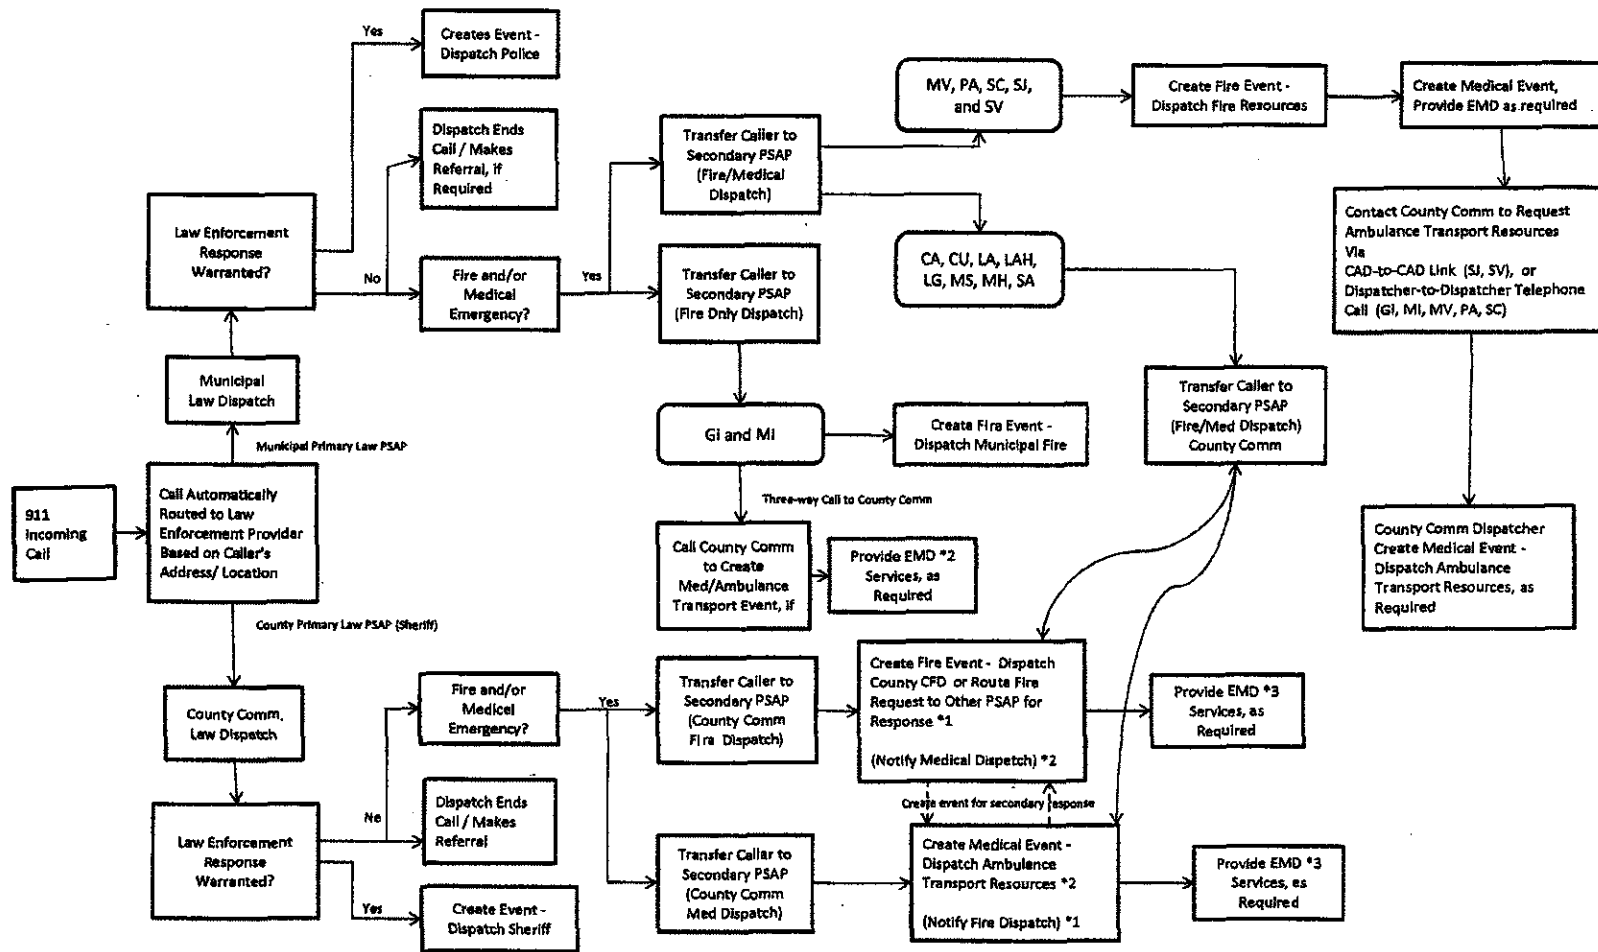 Yes
Creates Event -
Dispatch Police
Dispatch Ends
Call / Makes
Referral, if
Required
Law Enforcement
Response
Warranted?
No
Fire and/or
Medical
Emergency?
Yes
Transfer Caller to
Secondary PSAP
(Fire/Medical
Dispatch)
Transfer Caller to
Secondary PSAP
(Fire Only Dispatch)
MV, PA, SC, SJ,
and SV
Create Fire Event -
Dispatch Fire Resources
Create Medical Event,
Provide EMD as required
CA, CU, LA, LAH,
LG, MS, MH, SA
Contact County Comm to Request
Ambulance Transport Resources
Via
CAD-to-CAD Link (SJ, SV), or
Dispatcher-to-Dispatcher Telephone
Call (GI, MI, MV, PA, SC)
Municipal
Law Dispatch
Municipal Primary Law PSAP
GI and MI
Create Fire Event -
Dispatch Municipal Fire
Transfer Caller to
Secondary PSAP
(Fire/Med Dispatch)
County Comm
911
Incoming
Call
Call Automatically
Routed to Law
Enforcement Provider
Based on Caller's
Address/ Location
Three-way Call to County Comm
Call County Comm
to Create
Med/Ambulance
Transport Event, if
Provide EMD *2
Services, as
Required
County Comm Dispatcher
Create Medical Event -
Dispatch Ambulance
Transport Resources, as
Required
County Primary Law PSAP (Sheriff)
County Comm.
Law Dispatch
Fire and/or
Medical
Emergency?
Yes
Transfer Caller to
Secondary PSAP
(County Comm
Fire Dispatch)
Create Fire Event - Dispatch
County CFD or Route Fire
Request to Other PSAP for
Response *1
(Notify Medical Dispatch) *2
Provide EMD *3
Services, as
Required
Create event for secondary response
Law Enforcement
Response
Warranted?
No
Dispatch Ends
Call / Makes
Referral
Yes
Create Event -
Dispatch Sheriff
Transfer Caller to
Secondary PSAP
(County Comm
Med Dispatch)
Create Medical Event -
Dispatch Ambulance
Transport Resources *2
(Notify Fire Dispatch) *1
Provide EMD *3
Services, as
Required